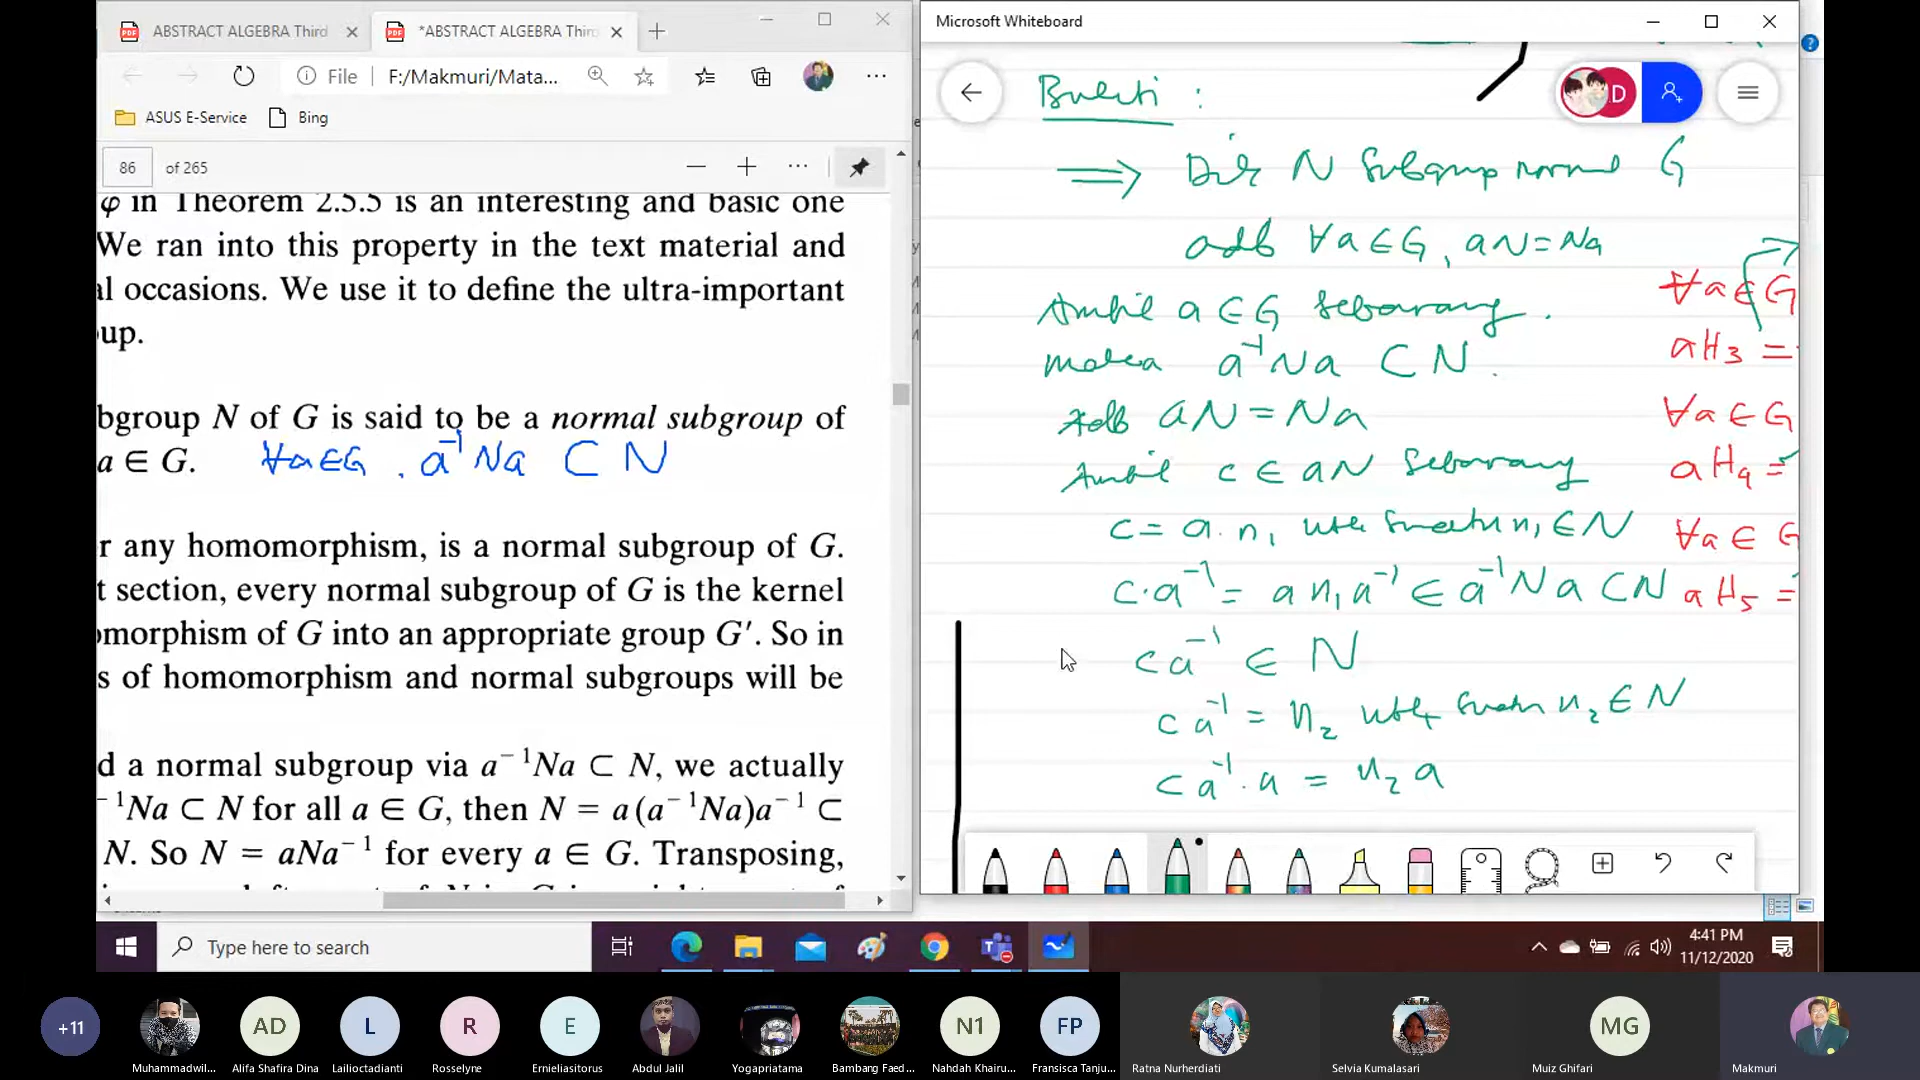 ABSTRACT ALGEBRA Third
*ABSTRACT ALGEBRA Thir
File
F:/Makmuri/Mata...
ASUS E-Service
Bing
86 of 265
φ in Theorem 2.5.5 is an interesting and basic one
We ran into this property in the text material and
al occasions. We use it to define the ultra-important
up.
bgroup N of G is said to be a normal subgroup of
a ∈ G. ∀a∈G, a⁻¹Na ⊂ N
r any homomorphism, is a normal subgroup of G.
t section, every normal subgroup of G is the kernel
omorphism of G into an appropriate group G′. So in
s of homomorphism and normal subgroups will be
d a normal subgroup via a⁻¹Na ⊂ N, we actually
⁻¹Na ⊂ N for all a ∈ G, then N = a(a⁻¹Na)a⁻¹ ⊂
N. So N = aNa⁻¹ for every a ∈ G. Transposing,
Microsoft Whiteboard
D
Bukti :
⟹ Dik N Subgrup normal G
adb ∀a∈G, aN=Na
Ambil a∈G sebarang.
maka a⁻¹Na ⊂ N.
adb aN = Na
Ambil c ∈ aN sebarang
c = a.n₁ utk suatu n₁ ∈ N
c.a⁻¹ = a n₁ a⁻¹ ∈ a⁻¹Na ⊂ N
ca⁻¹ ∈ N
ca⁻¹ = n₂ utk suatu n₂ ∈ N
ca⁻¹.a = n₂a
∀a∈G
aH₃ =
∀a∈G
aH₄ =
∀a∈G
aH₅ =
Type here to search
4:41 PM
11/12/2020
+11
AD
L
R
E
N1
FP
MG
Muhammadwil...
Alifa Shafira Dina
Lailioctadianti
Rosselyne
Ernieliasitorus
Abdul Jalil
Yogapriatama
Bambang Faed...
Nahdah Khairu...
Fransisca Tanju...
Ratna Nurherdiati
Selvia Kumalasari
Muiz Ghifari
Makmuri